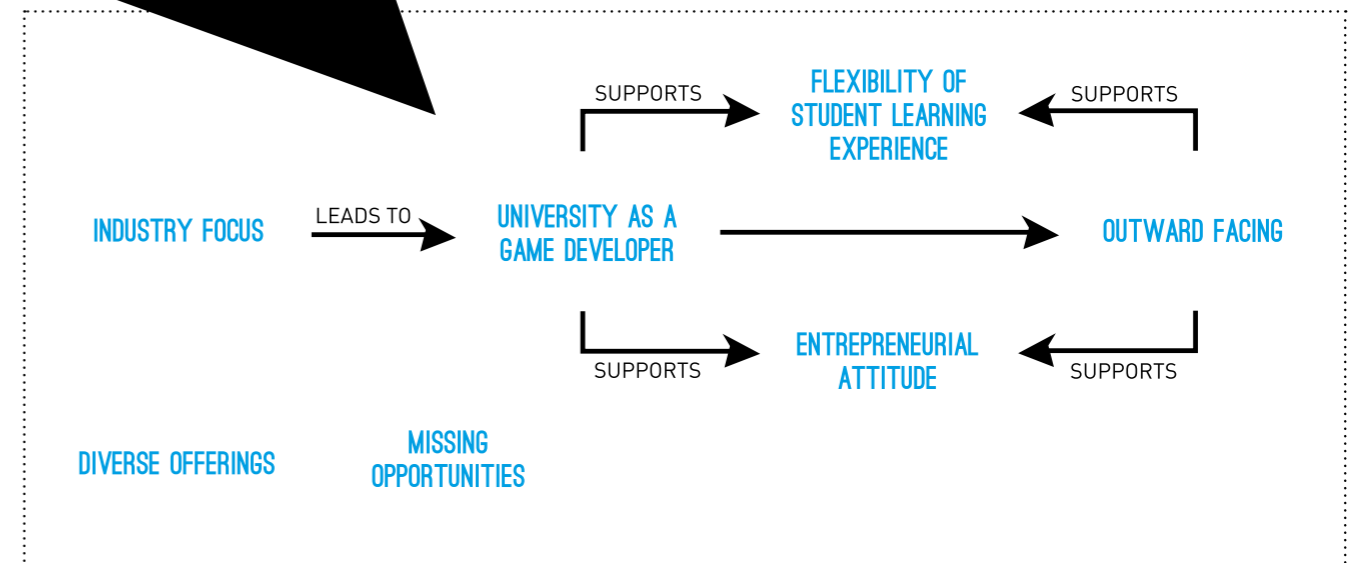 SUPPORTS
FLEXIBILITY OF
STUDENT LEARNING
EXPERIENCE
SUPPORTS
INDUSTRY FOCUS
LEADS TO
UNIVERSITY AS A
GAME DEVELOPER
OUTWARD FACING
SUPPORTS
ENTREPRENEURIAL
ATTITUDE
SUPPORTS
DIVERSE OFFERINGS
MISSING
OPPORTUNITIES